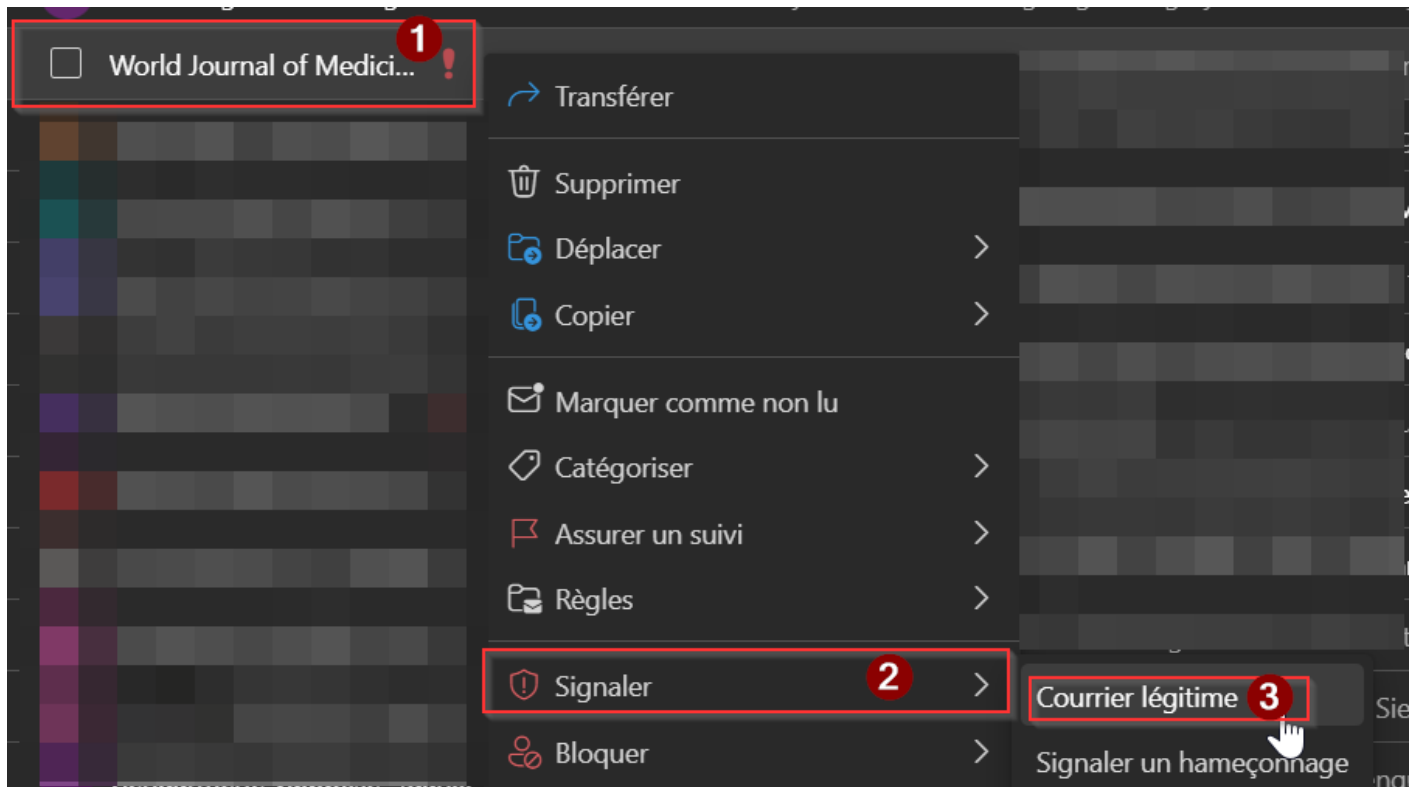 1
World Journal of Medici...
Transférer
Supprimer
Déplacer
Copier
Marquer comme non lu
Catégoriser
Assurer un suivi
Règles
Signaler 2
Courrier légitime 3
Sie
Bloquer
Signaler un hameçonnage